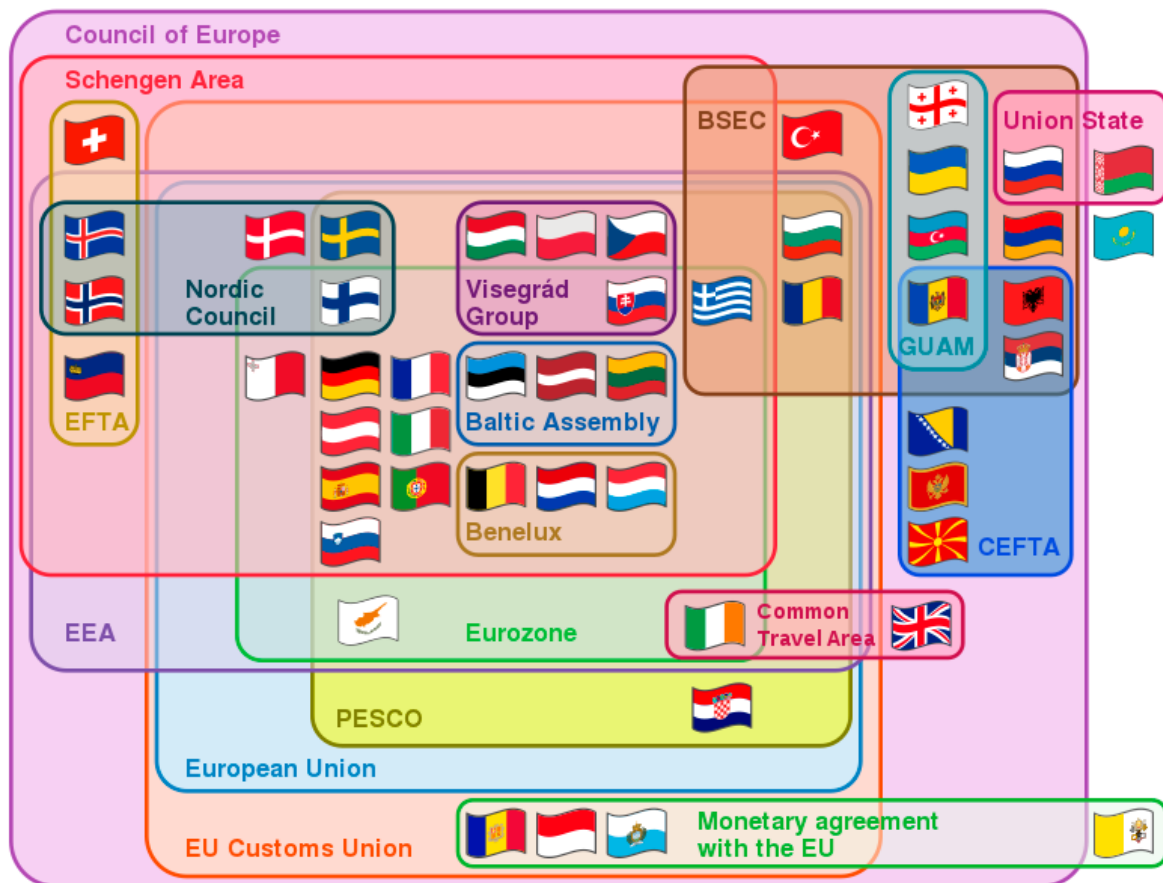 Council of Europe
Schengen Area
BSEC
Union State
Nordic
Council
Visegrád
Group
GUAM
EFTA
Baltic Assembly
Benelux
CEFTA
EEA
Eurozone
Common
Travel Area
PESCO
European Union
EU Customs Union
Monetary agreement
with the EU